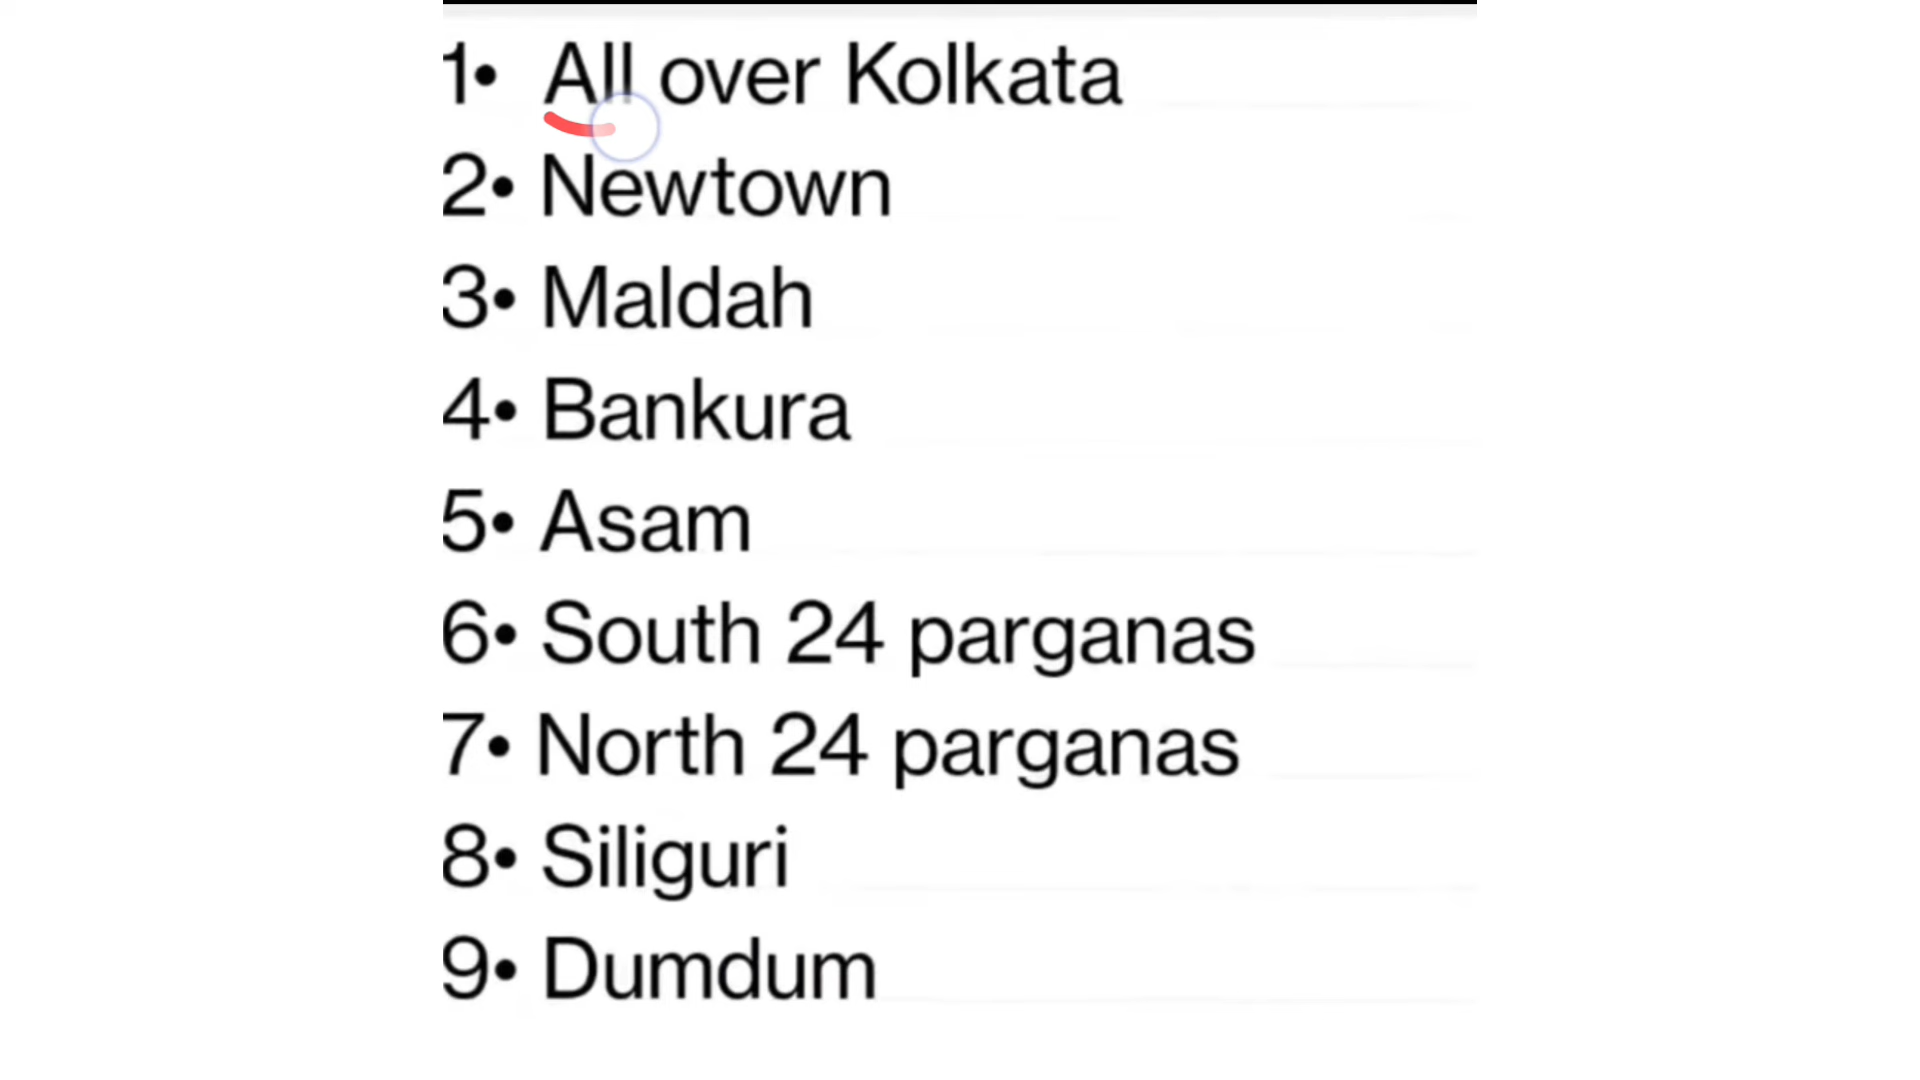 1• All over Kolkata
2• Newtown
3• Maldah
4• Bankura
5• Asam
6• South 24 parganas
7• North 24 parganas
8• Siliguri
9• Dumdum